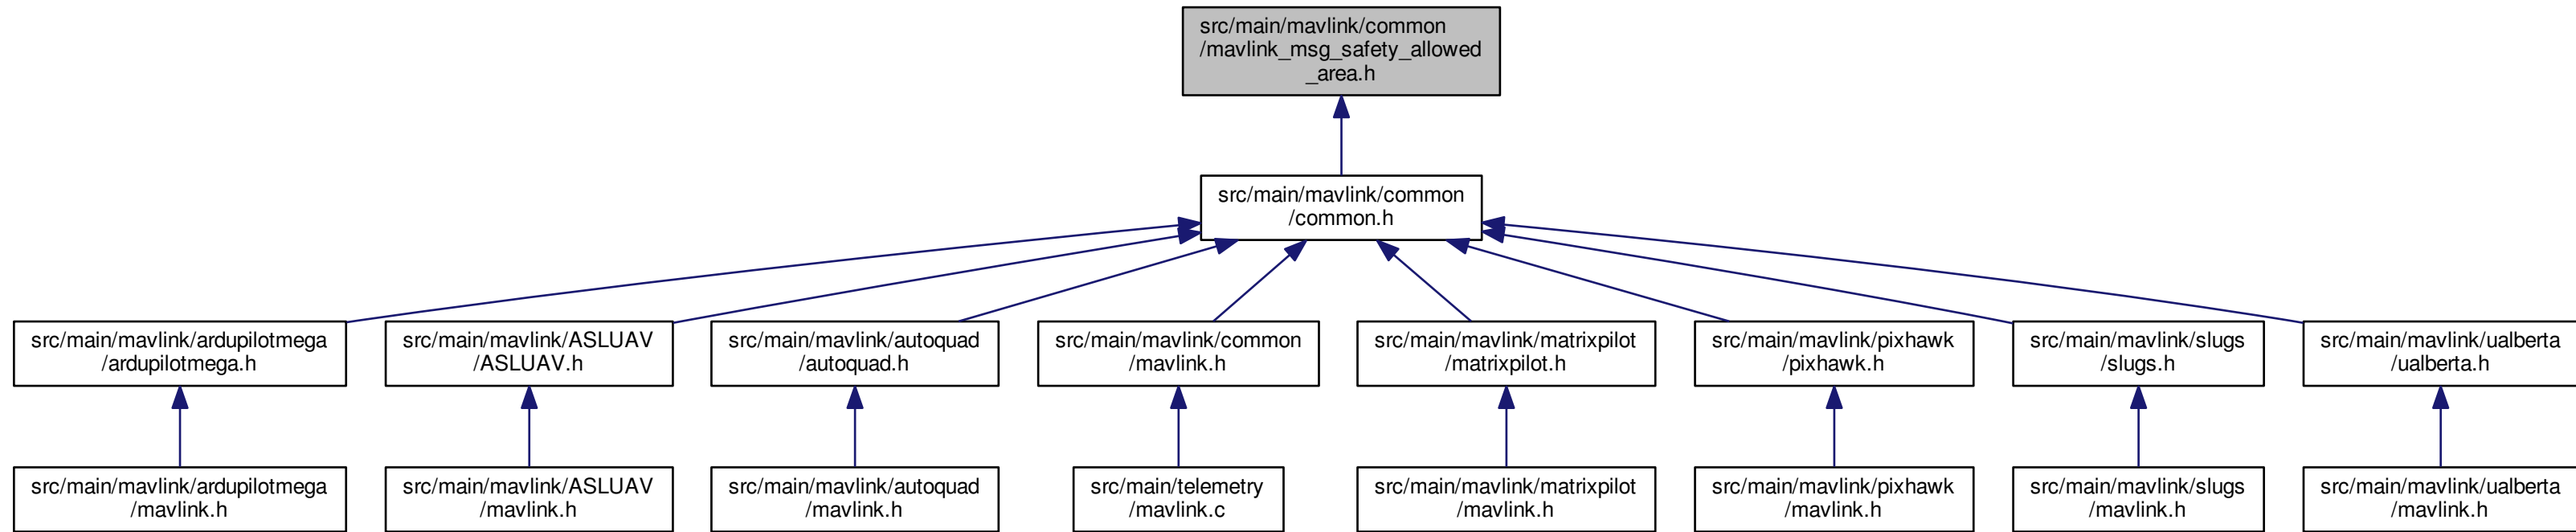 src/main/mavlink/common
/mavlink_msg_safety_allowed
_area.h
src/main/mavlink/common
/common.h
src/main/mavlink/ardupilotmega
/ardupilotmega.h
src/main/mavlink/ASLUAV
/ASLUAV.h
src/main/mavlink/autoquad
/autoquad.h
src/main/mavlink/common
/mavlink.h
src/main/mavlink/matrixpilot
/matrixpilot.h
src/main/mavlink/pixhawk
/pixhawk.h
src/main/mavlink/slugs
/slugs.h
src/main/mavlink/ualberta
/ualberta.h
src/main/mavlink/ardupilotmega
/mavlink.h
src/main/mavlink/ASLUAV
/mavlink.h
src/main/mavlink/autoquad
/mavlink.h
src/main/telemetry
/mavlink.c
src/main/mavlink/matrixpilot
/mavlink.h
src/main/mavlink/pixhawk
/mavlink.h
src/main/mavlink/slugs
/mavlink.h
src/main/mavlink/ualberta
/mavlink.h